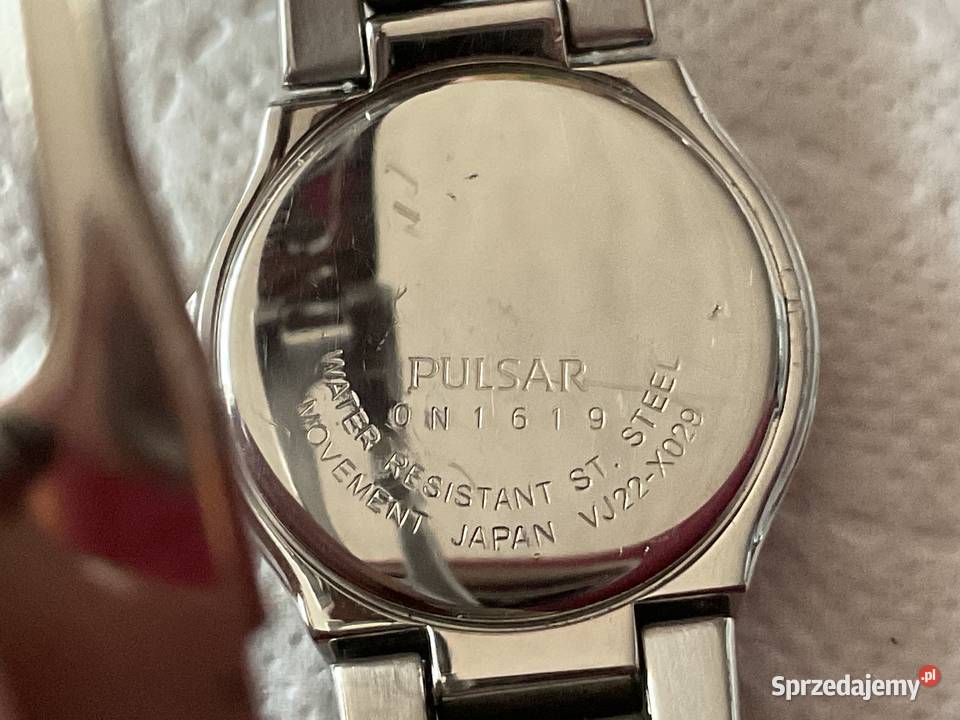 PULSAR
0N1619
WATER RESISTANT ST. STEEL
MOVEMENT JAPAN VJ22-X029
Sprzedajemy.pl